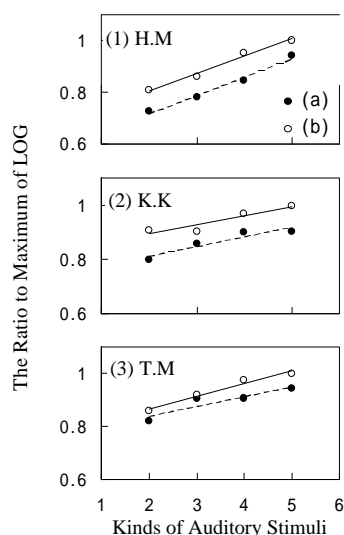 The Ratio to Maximum of LOG
(1) H.M
1
0.8
0.6
(a)
(b)
(2) K.K
1
0.8
0.6
(3) T.M
1
0.8
0.6
1 2 3 4 5 6
Kinds of Auditory Stimuli